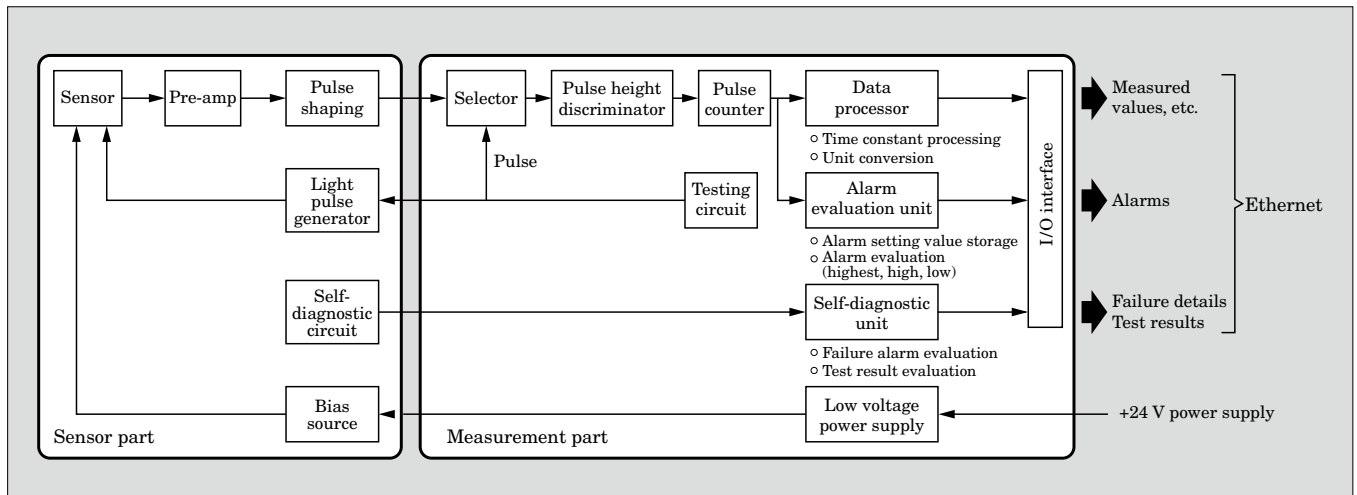 Sensor
Pre-amp
Pulse
shaping
Selector
Pulse height
discriminator
Pulse
counter
Data
processor
Measured
values, etc.
Time constant processing
Unit conversion
Pulse
Light
pulse
generator
Testing
circuit
Alarm
evaluation unit
I/O interface
Alarms
Ethernet
Alarm setting value storage
Alarm evaluation
(highest, high, low)
Self-
diagnostic
circuit
Self-diagnostic
unit
Failure details
Test results
Failure alarm evaluation
Test result evaluation
Bias
source
Low voltage
power supply
+24 V power supply
Sensor part
Measurement part